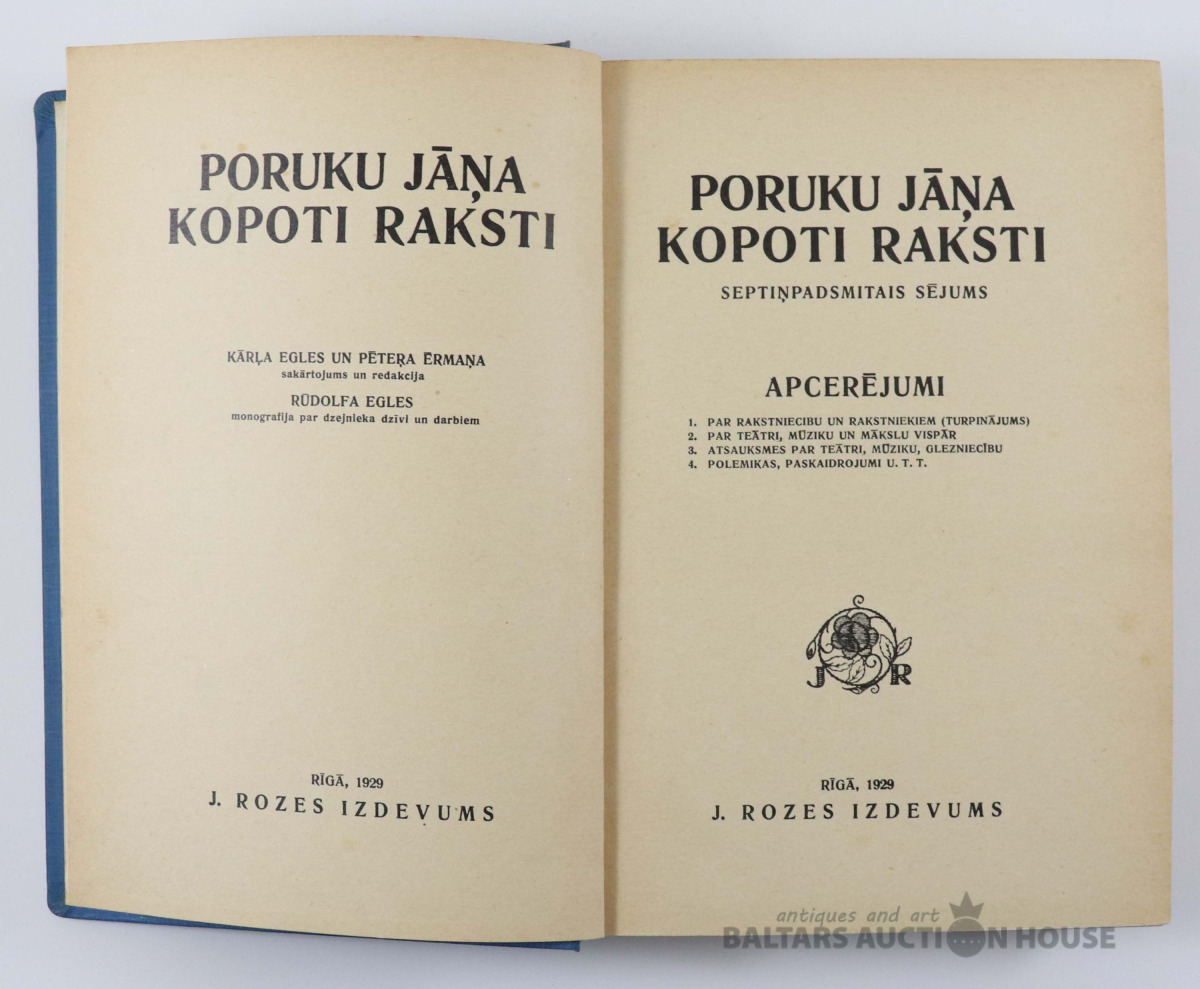 PORUKU JĀŅA
KOPOTI RAKSTI
KĀRĻA EGLES UN PĒTEŖA ĒRMAŅA
sakārtojums un redakcija
RŪDOLFA EGLES
monografija par dzejnieka dzīvi un darbiem
RĪGĀ, 1929
J. ROZES IZDEVUMS
PORUKU JĀŅA
KOPOTI RAKSTI
SEPTIŅPADSMITAIS SĒJUMS
APCERĒJUMI
1. PAR RAKSTNIECIBU UN RAKSTNIEKIEM (TURPINĀJUMS)
2. PAR TEĀTRI, MŪZIKU UN MĀKSLU VISPĀR
3. ATSAUKSMES PAR TEĀTRI, MŪZIKU, GLEZNIECĪBU
4. POLEMIKAS, PASKAIDROJUMI U. T. T.
J R
RĪGĀ, 1929
J. ROZES IZDEVUMS
antiques and art
BALTARS AUCTION HOUSE